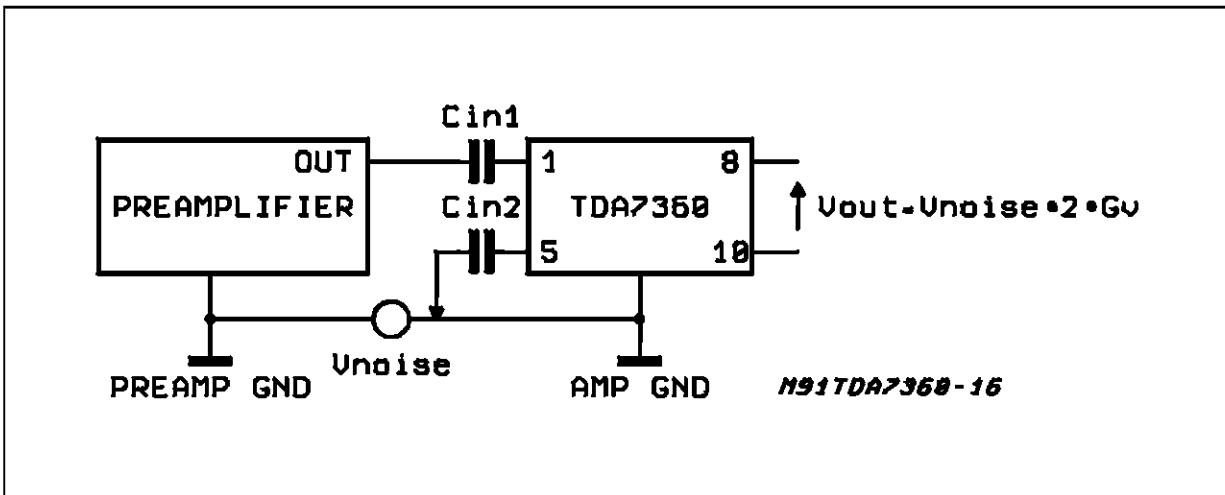 Cin1
OUT
1
8
PREAMPLIFIER
Cin2
TDA7360
Vout=Vnoise•2•Gv
5
10
Vnoise
PREAMP GND
AMP GND
M91TDA7360-16